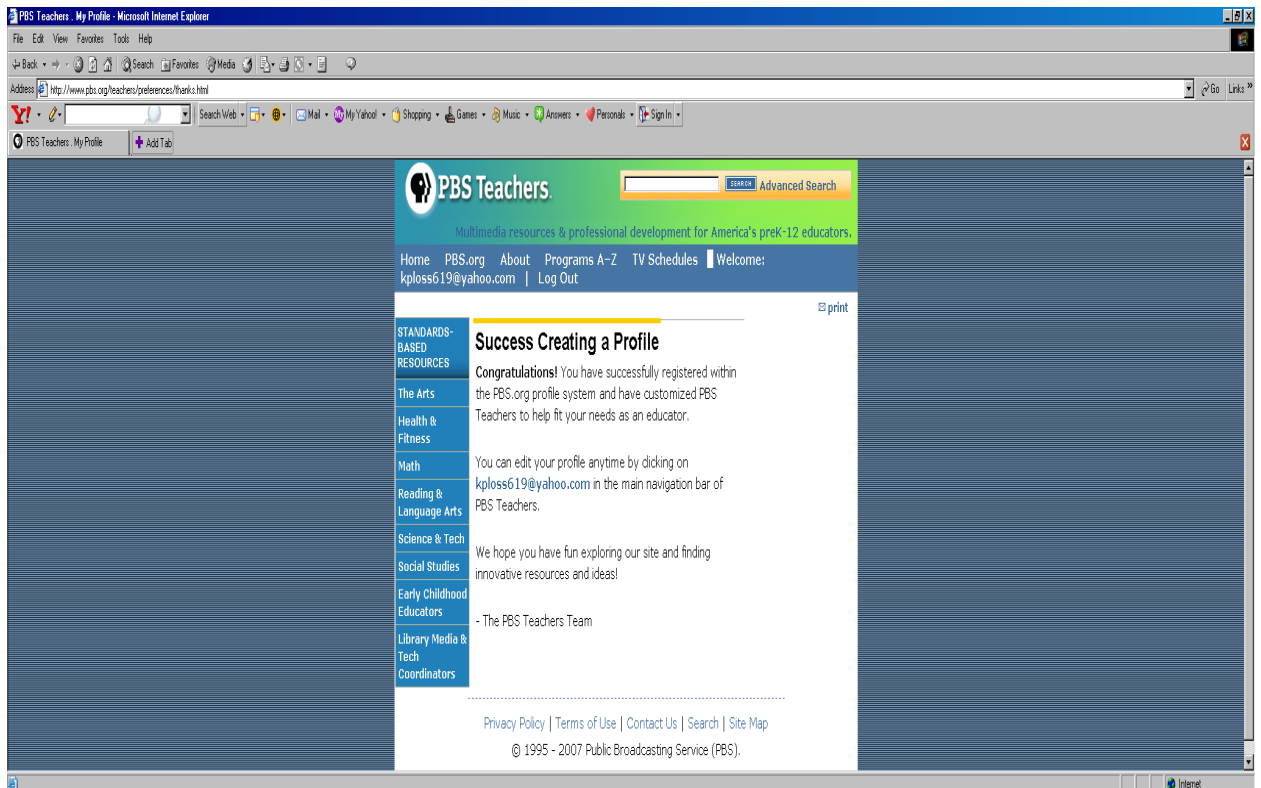 PBS Teachers . My Profile - Microsoft Internet Explorer
File Edit View Favorites Tools Help
Back Search Favorites Media
Address http://www.pbs.org/teachers/preferences/thanks.html Go Links »
Y! Search Web Mail My Yahoo! Shopping Games Music Answers Personals Sign In
PBS Teachers . My Profile Add Tab
PBS Teachers. SEARCH Advanced Search
Multimedia resources & professional development for America's preK-12 educators.
Home PBS.org About Programs A-Z TV Schedules Welcome:
kploss619@yahoo.com | Log Out
print
STANDARDS-
BASED
RESOURCES
The Arts
Health &
Fitness
Math
Reading &
Language Arts
Science & Tech
Social Studies
Early Childhood
Educators
Library Media &
Tech
Coordinators
Success Creating a Profile
Congratulations! You have successfully registered within
the PBS.org profile system and have customized PBS
Teachers to help fit your needs as an educator.
You can edit your profile anytime by clicking on
kploss619@yahoo.com in the main navigation bar of
PBS Teachers.
We hope you have fun exploring our site and finding
innovative resources and ideas!
- The PBS Teachers Team
Privacy Policy | Terms of Use | Contact Us | Search | Site Map
© 1995 - 2007 Public Broadcasting Service (PBS).
Internet